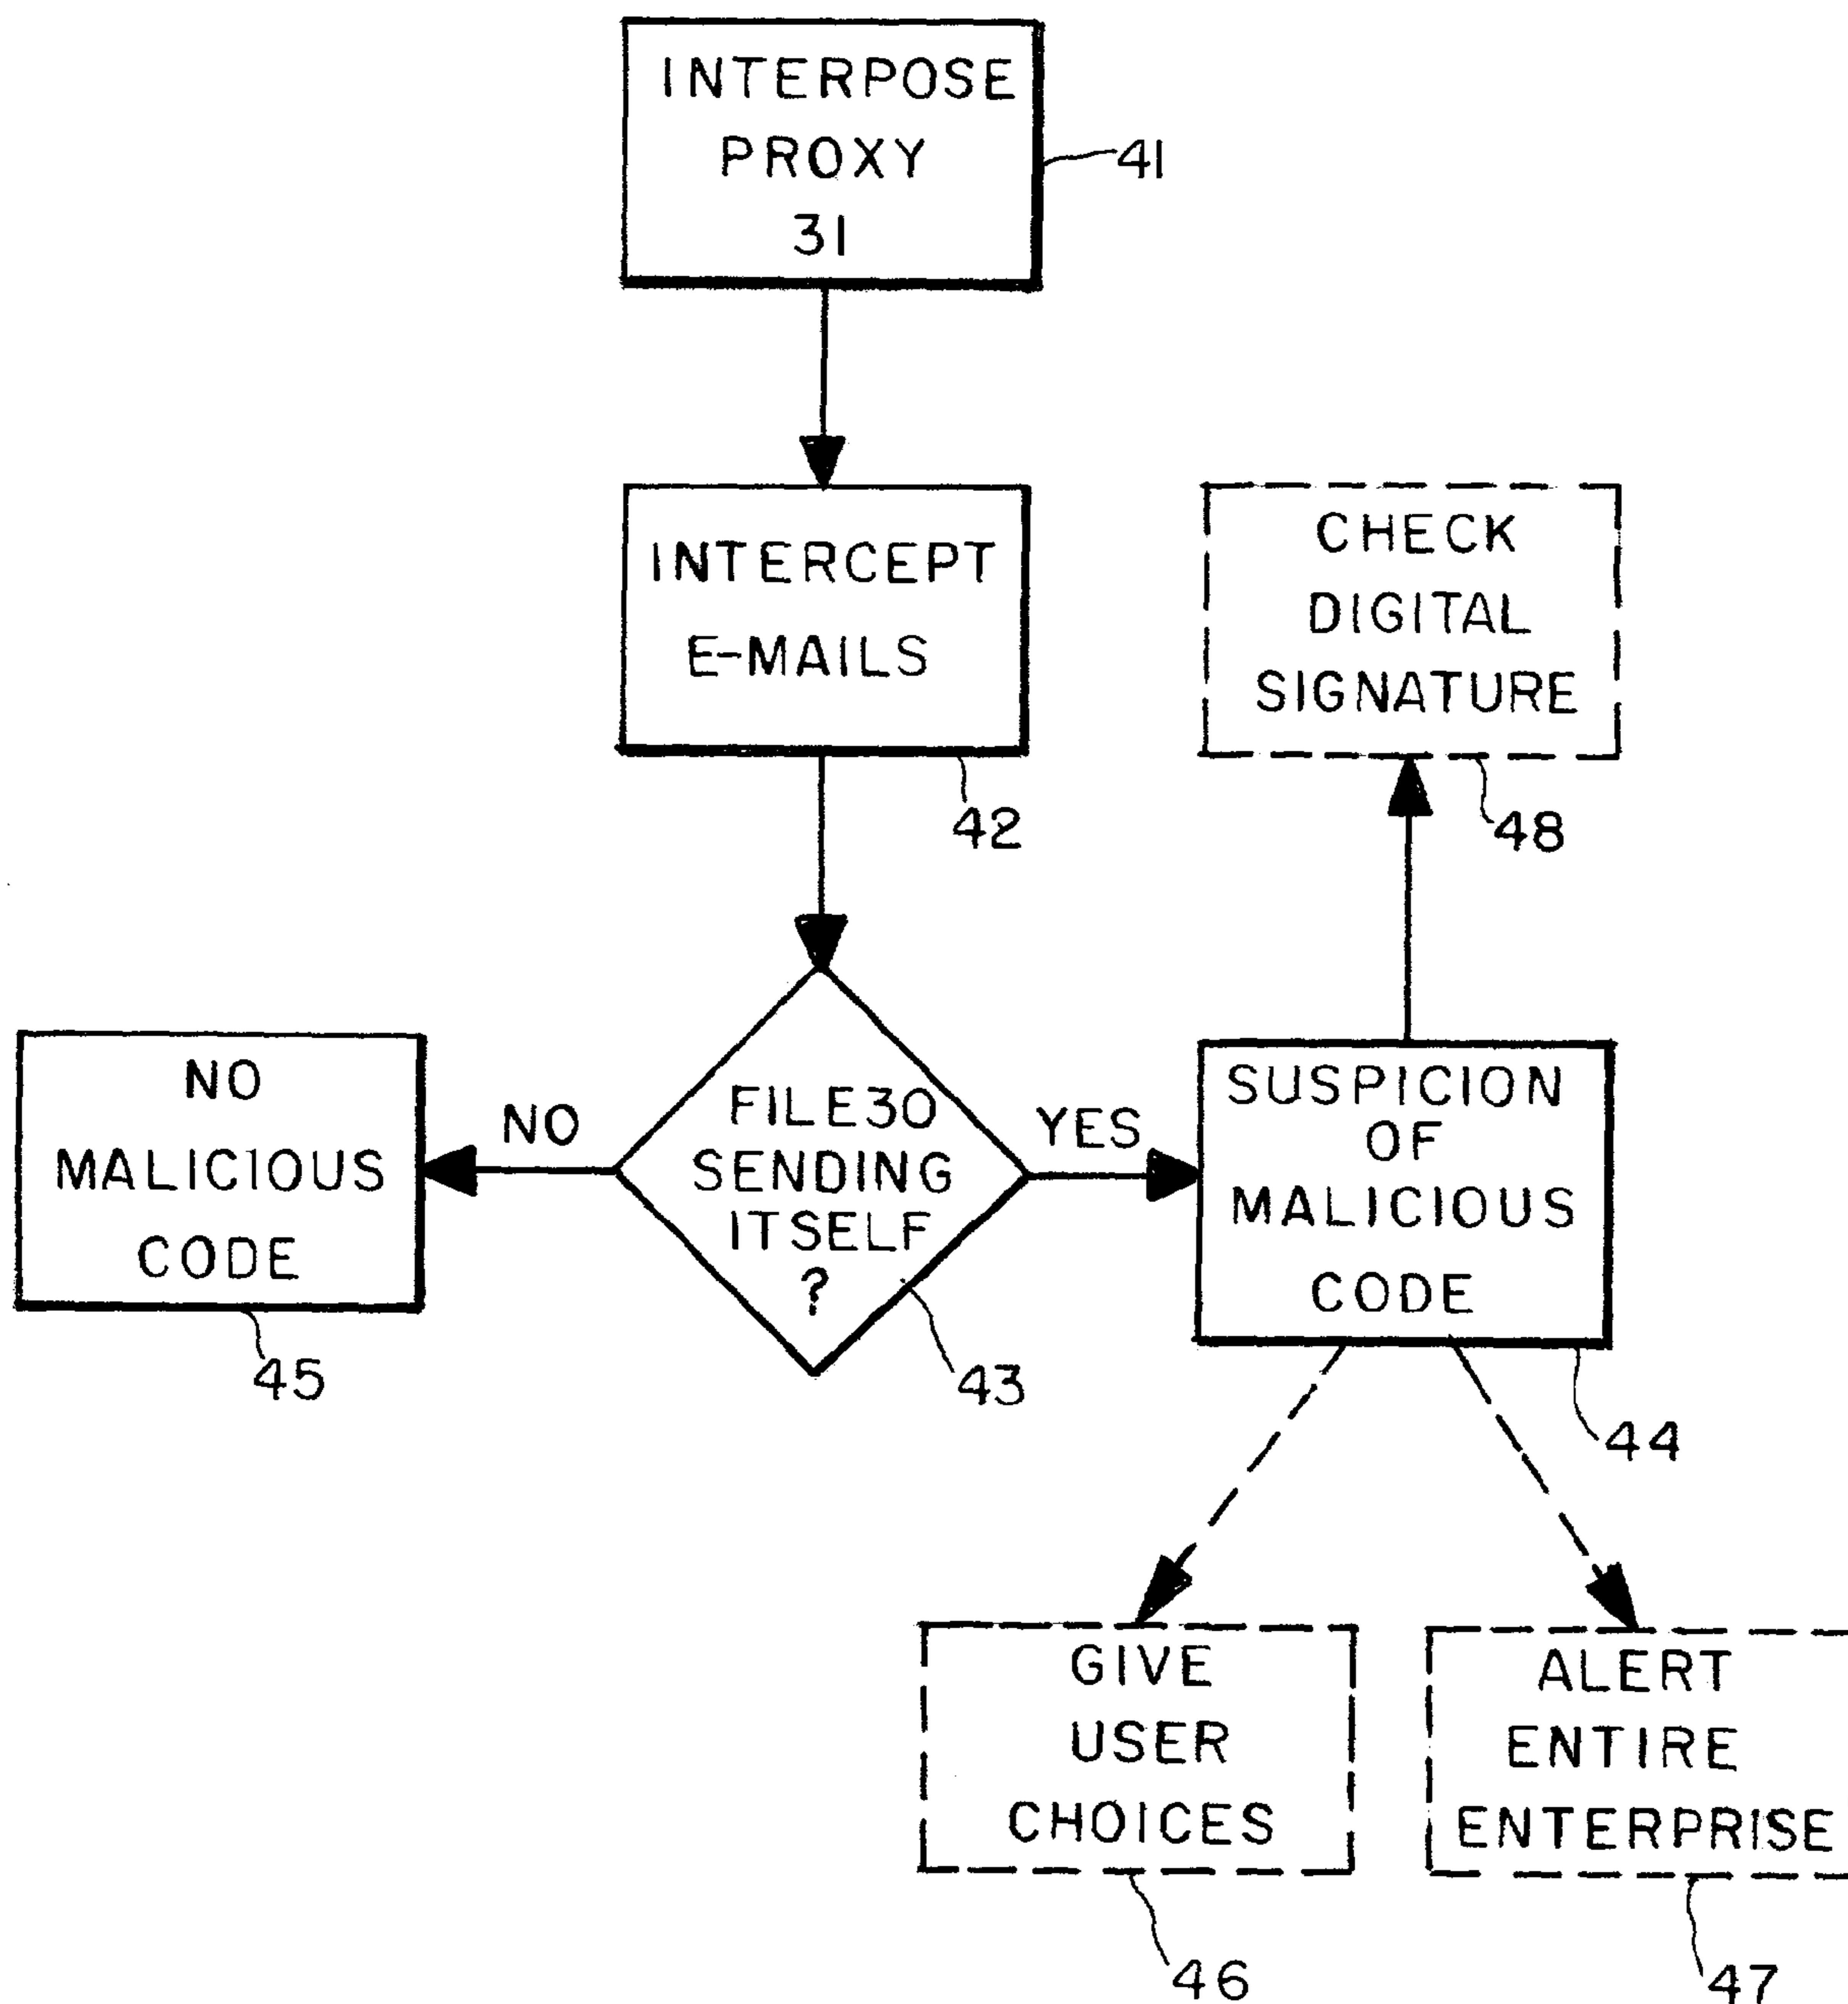 INTERPOSE
PROXY
31
41
INTERCEPT
E-MAILS
42
CHECK
DIGITAL
SIGNATURE
48
NO
MALICIOUS
CODE
45
NO
FILE30
SENDING
ITSELF
?
43
YES
SUSPICION
OF
MALICIOUS
CODE
44
GIVE
USER
CHOICES
46
ALERT
ENTIRE
ENTERPRISE
47